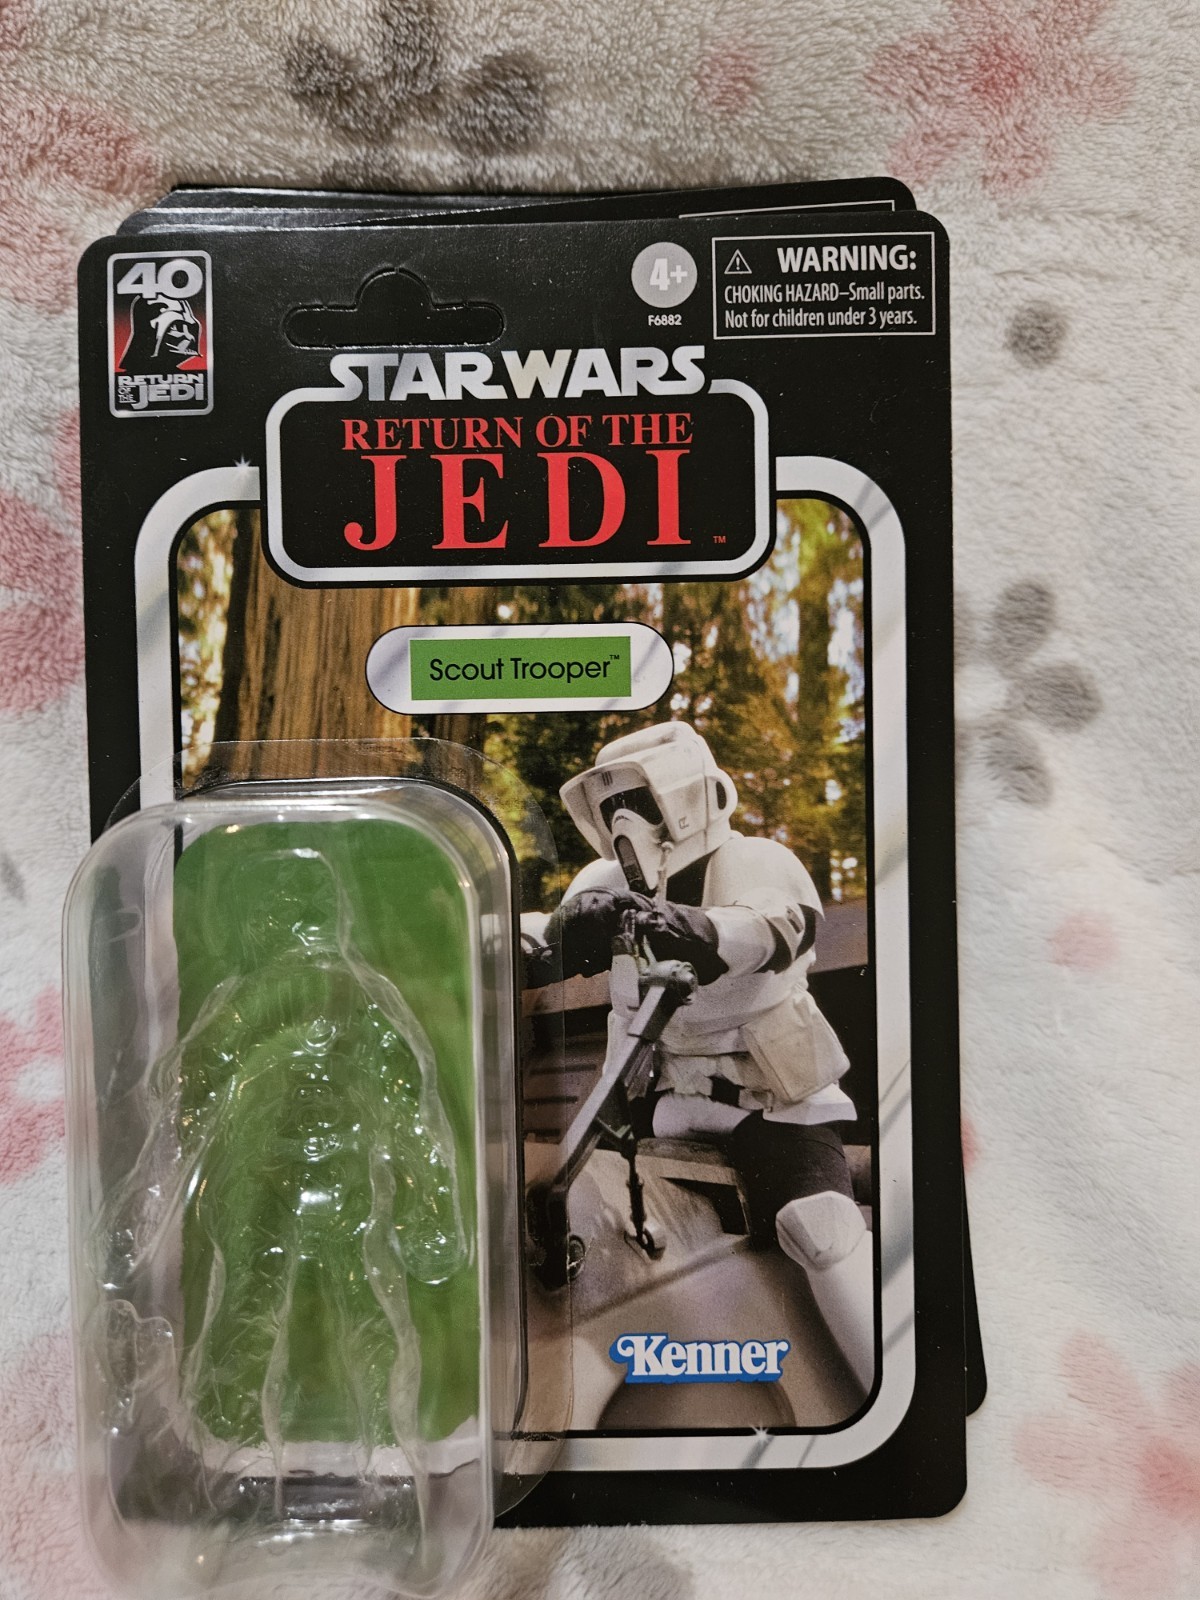 40
RETURN
OF THE
JEDI
4+
F6882
WARNING:
CHOKING HAZARD–Small parts.
Not for children under 3 years.
STAR WARS
RETURN OF THE
JEDI ™
Scout Trooper™
Kenner